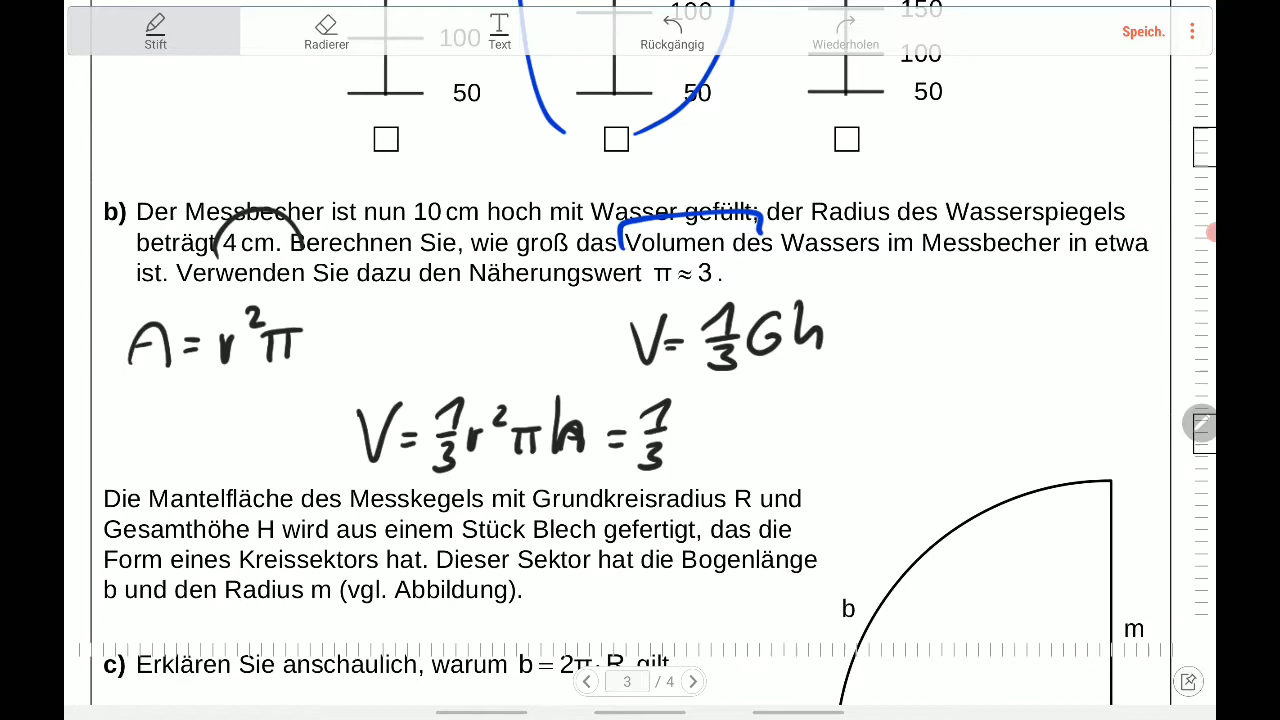 100 100 150
Stift Radierer Text Rückgängig Wiederholen Speich.
100
50 50 50
b) Der Messbecher ist nun 10 cm hoch mit Wasser gefüllt; der Radius des Wasserspiegels
beträgt 4 cm. Berechnen Sie, wie groß das Volumen des Wassers im Messbecher in etwa
ist. Verwenden Sie dazu den Näherungswert π ≈ 3 .
A = r²π V = 1/3 G h
V = 1/3 r² π h = 1/3
Die Mantelfläche des Messkegels mit Grundkreisradius R und
Gesamthöhe H wird aus einem Stück Blech gefertigt, das die
Form eines Kreissektors hat. Dieser Sektor hat die Bogenlänge
b und den Radius m (vgl. Abbildung).
b
m
c) Erklären Sie anschaulich, warum b = 2π · R gilt
3 / 4